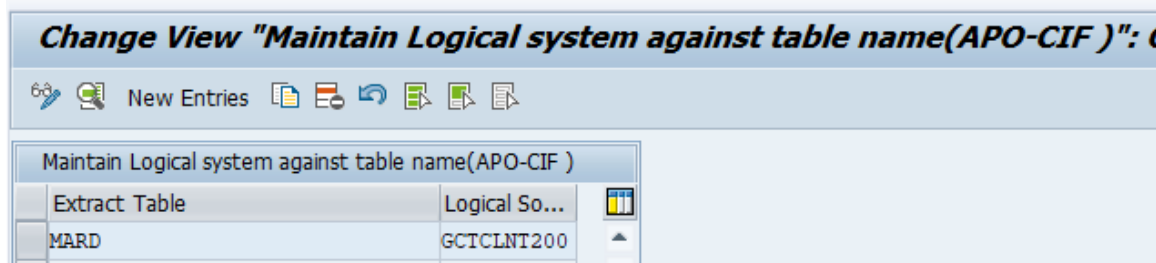 Change View "Maintain Logical system against table name(APO-CIF )":
New Entries
Maintain Logical system against table name(APO-CIF )
Extract Table Logical So...
MARD GCTCLNT200